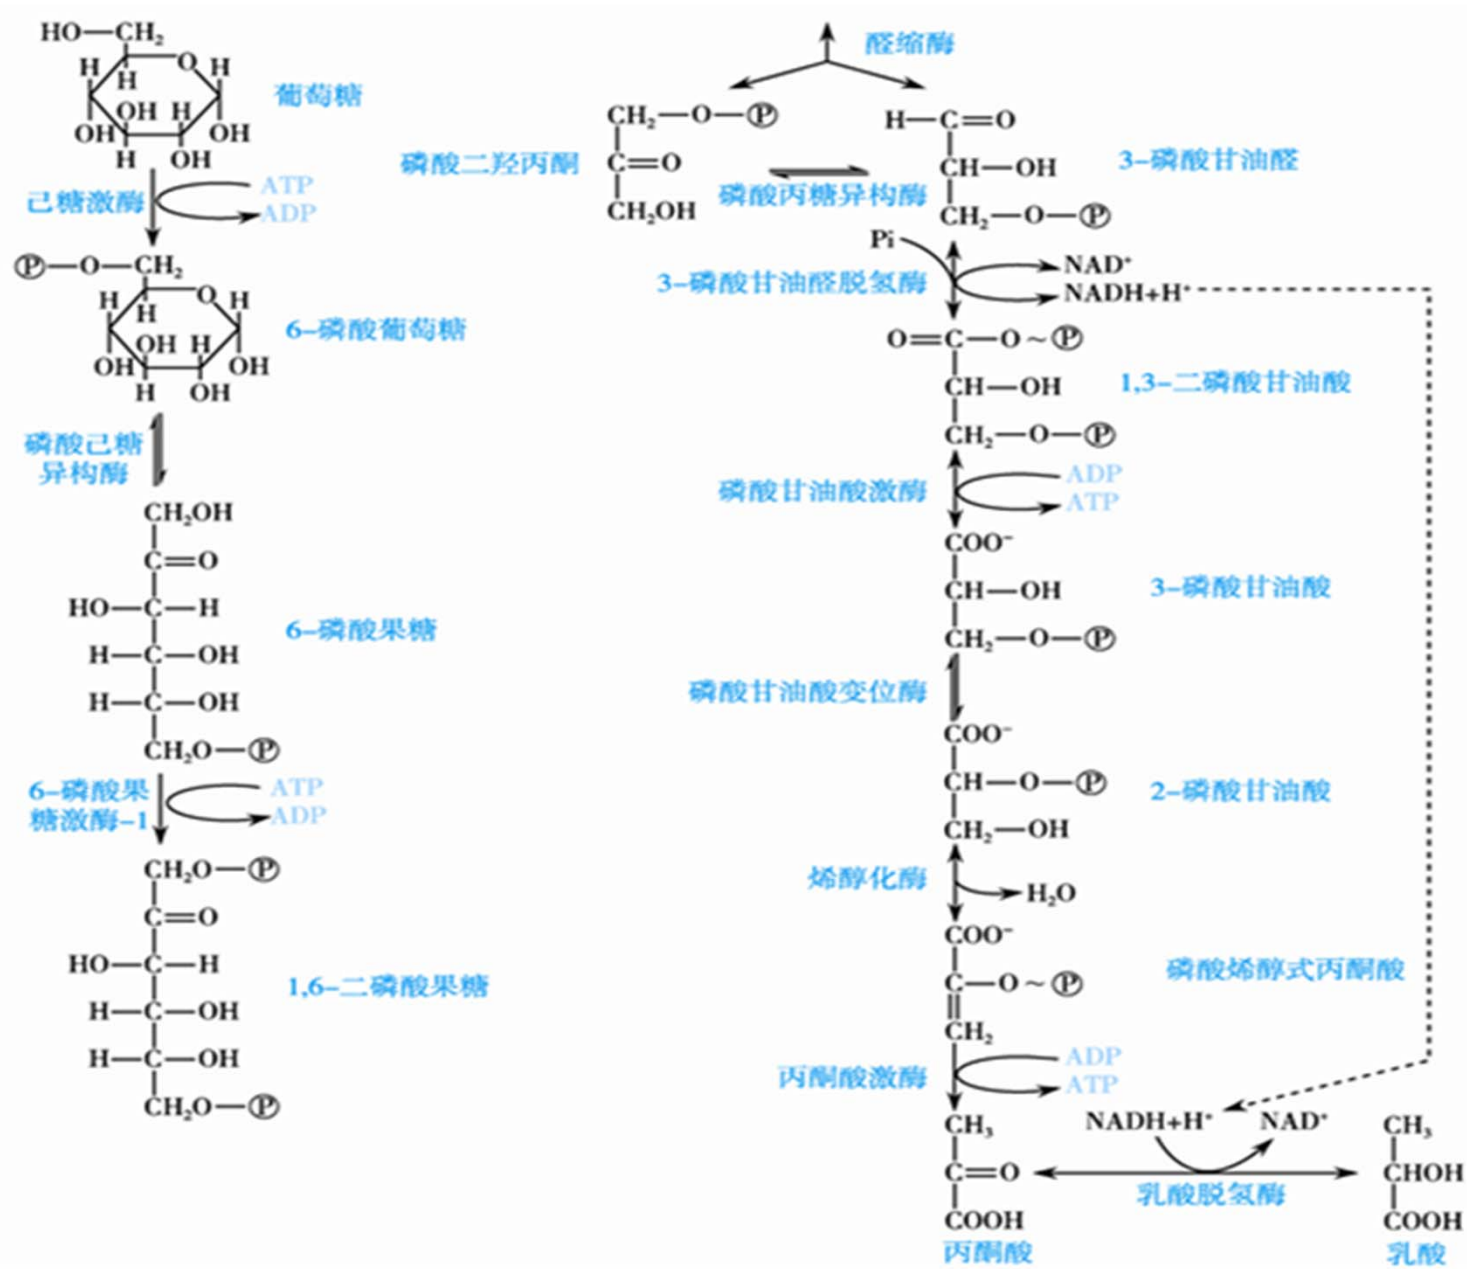 HO—CH₂
H
O
H
H
OH
H
OH
OH
H
OH
葡萄糖
己糖激酶
ATP
ADP
Ⓟ—O—CH₂
H
O
H
H
OH
H
OH
OH
H
OH
6-磷酸葡萄糖
磷酸己糖
异构酶
CH₂OH
C=O
HO—C—H
H—C—OH
H—C—OH
CH₂O—Ⓟ
6-磷酸果糖
6-磷酸果
糖激酶-1
ATP
ADP
CH₂O—Ⓟ
C=O
HO—C—H
H—C—OH
H—C—OH
CH₂O—Ⓟ
1,6-二磷酸果糖
醛缩酶
CH₂—O—Ⓟ
C=O
CH₂OH
磷酸二羟丙酮
磷酸丙糖异构酶
H—C=O
CH—OH
CH₂—O—Ⓟ
3-磷酸甘油醛
Pi
3-磷酸甘油醛脱氢酶
NAD⁺
NADH+H⁺
O=C—O~Ⓟ
CH—OH
CH₂—O—Ⓟ
1,3-二磷酸甘油酸
磷酸甘油酸激酶
ADP
ATP
COO⁻
CH—OH
CH₂—O—Ⓟ
3-磷酸甘油酸
磷酸甘油酸变位酶
COO⁻
CH—O—Ⓟ
CH₂—OH
2-磷酸甘油酸
烯醇化酶
H₂O
COO⁻
C—O~Ⓟ
CH₂
磷酸烯醇式丙酮酸
丙酮酸激酶
ADP
ATP
CH₃
C=O
COOH
丙酮酸
NADH+H⁺
NAD⁺
乳酸脱氢酶
CH₃
CHOH
COOH
乳酸